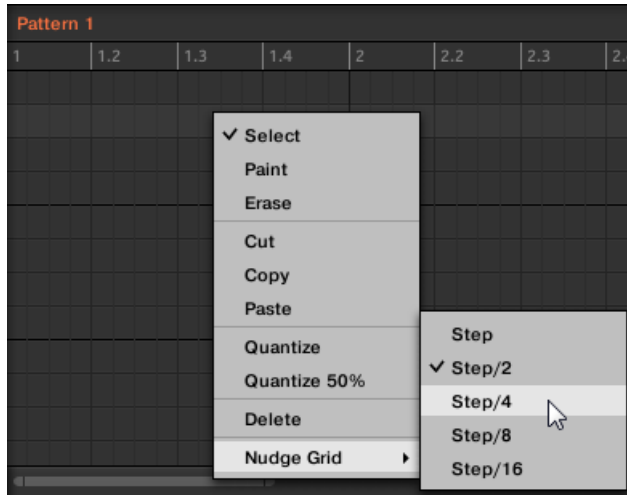 Pattern 1
1 1.2 1.3 1.4 2 2.2 2.3 2.
Select
Paint
Erase
Cut
Copy
Paste
Quantize
Quantize 50%
Delete
Nudge Grid
Step
Step/2
Step/4
Step/8
Step/16